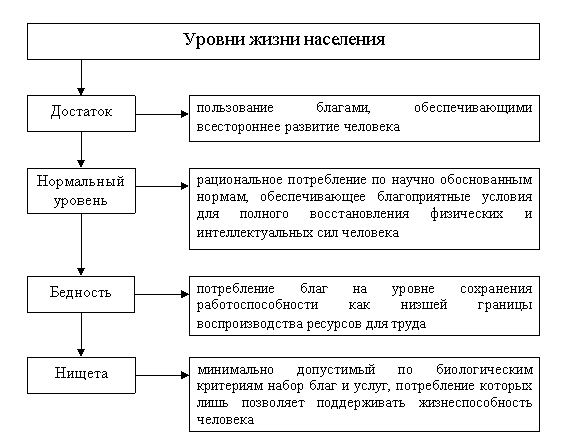 Уровни жизни населения
Достаток
пользование благами, обеспечивающими
всестороннее развитие человека
Нормальный
уровень
рациональное потребление по научно обоснованным
нормам, обеспечивающее благоприятные условия
для полного восстановления физических и
интеллектуальных сил человека
Бедность
потребление благ на уровне сохранения
работоспособности как низшей границы
воспроизводства ресурсов для труда
Нищета
минимально допустимый по биологическим
критериям набор благ и услуг, потребление которых
лишь позволяет поддерживать жизнеспособность
человека